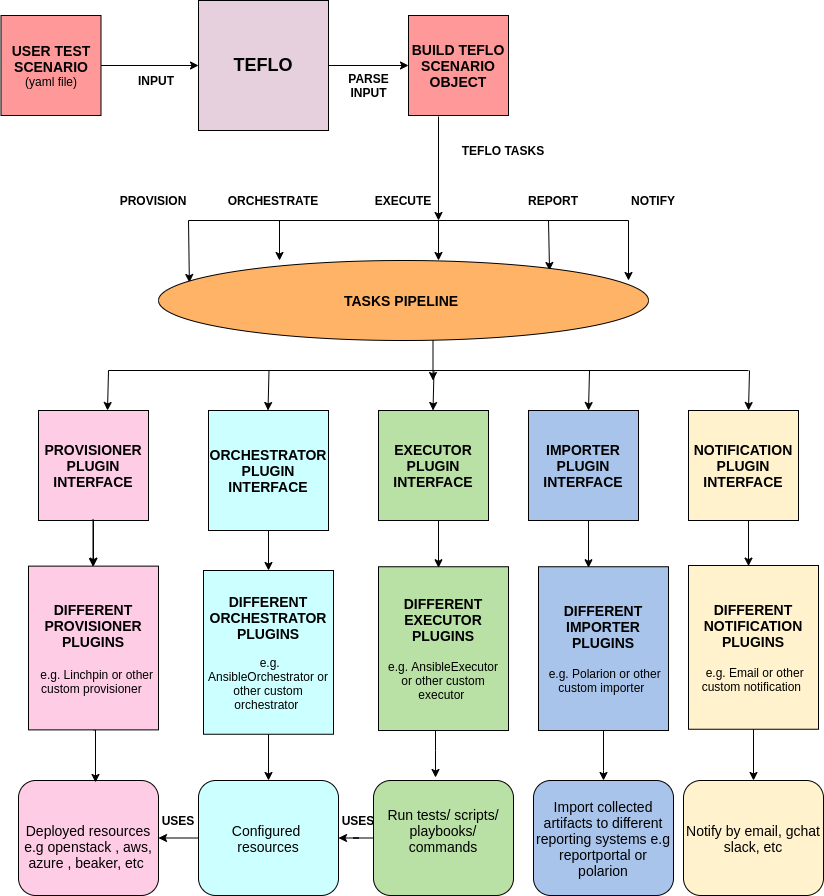 USER TEST
SCENARIO
(yaml file)
INPUT
TEFLO
PARSE
INPUT
BUILD TEFLO
SCENARIO
OBJECT
TEFLO TASKS
PROVISION
ORCHESTRATE
EXECUTE
REPORT
NOTIFY
TASKS PIPELINE
PROVISIONER
PLUGIN
INTERFACE
ORCHESTRATOR
PLUGIN
INTERFACE
EXECUTOR
PLUGIN
INTERFACE
IMPORTER
PLUGIN
INTERFACE
NOTIFICATION
PLUGIN
INTERFACE
DIFFERENT
PROVISIONER
PLUGINS
e.g. Linchpin or other
custom provisioner
DIFFERENT
ORCHESTRATOR
PLUGINS
e.g.
AnsibleOrchestrator or
other custom
orchestrator
DIFFERENT
EXECUTOR
PLUGINS
e.g. AnsibleExecutor
or other custom
executor
DIFFERENT
IMPORTER
PLUGINS
e.g. Polarion or other
custom importer
DIFFERENT
NOTIFICATION
PLUGINS
e.g. Email or other
custom notification
Deployed resources
e.g openstack , aws,
azure , beaker, etc
USES
Configured
resources
USES
Run tests/ scripts/
playbooks/
commands
Import collected
artifacts to different
reporting systems e.g
reportportal or
polarion
Notify by email, gchat
slack, etc